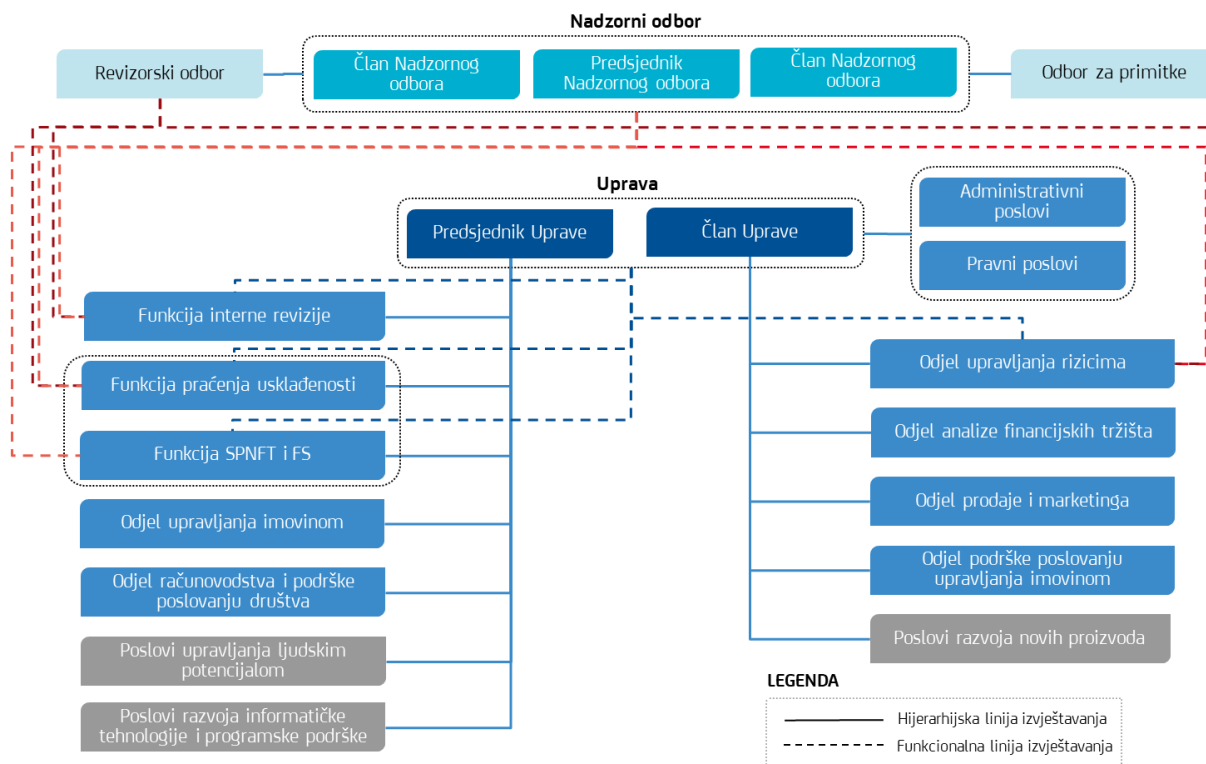 Nadzorni odbor
Revizorski odbor
Član Nadzornog
odbora
Predsjednik
Nadzornog odbora
Član Nadzornog
odbora
Odbor za primitke
Uprava
Predsjednik Uprave
Član Uprave
Administrativni
poslovi
Pravni poslovi
Funkcija interne revizije
Funkcija praćenja usklađenosti
Funkcija SPNFT i FS
Odjel upravljanja imovinom
Odjel računovodstva i podrške
poslovanju društva
Poslovi upravljanja ljudskim
potencijalom
Poslovi razvoja informatičke
tehnologije i programske podrške
Odjel upravljanja rizicima
Odjel analize financijskih tržišta
Odjel prodaje i marketinga
Odjel podrške poslovanju
upravljanja imovinom
Poslovi razvoja novih proizvoda
LEGENDA
Hijerarhijska linija izvještavanja
Funkcionalna linija izvještavanja